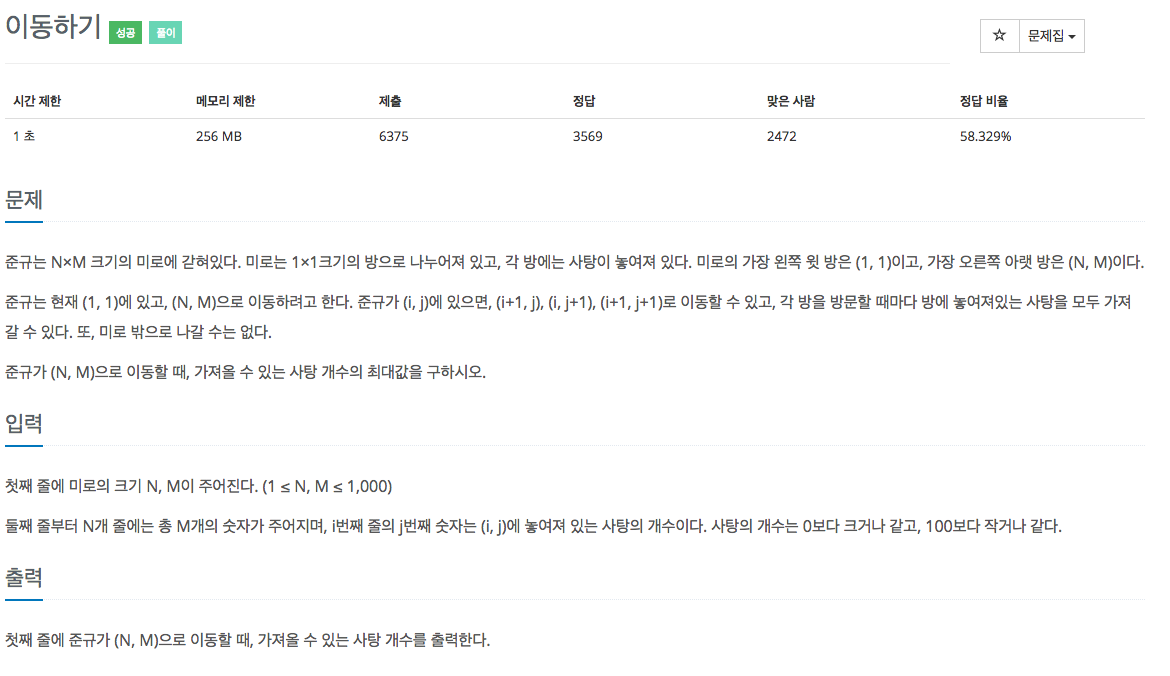 이동하기 성공 풀이
☆ 문제집
시간 제한 메모리 제한 제출 정답 맞은 사람 정답 비율
1 초 256 MB 6375 3569 2472 58.329%
문제
준규는 N×M 크기의 미로에 갇혀있다. 미로는 1×1크기의 방으로 나누어져 있고, 각 방에는 사탕이 놓여져 있다. 미로의 가장 왼쪽 윗 방은 (1, 1)이고, 가장 오른쪽 아랫 방은 (N, M)이다.
준규는 현재 (1, 1)에 있고, (N, M)으로 이동하려고 한다. 준규가 (i, j)에 있으면, (i+1, j), (i, j+1), (i+1, j+1)로 이동할 수 있고, 각 방을 방문할 때마다 방에 놓여져있는 사탕을 모두 가져
갈 수 있다. 또, 미로 밖으로 나갈 수는 없다.
준규가 (N, M)으로 이동할 때, 가져올 수 있는 사탕 개수의 최대값을 구하시오.
입력
첫째 줄에 미로의 크기 N, M이 주어진다. (1 ≤ N, M ≤ 1,000)
둘째 줄부터 N개 줄에는 총 M개의 숫자가 주어지며, i번째 줄의 j번째 숫자는 (i, j)에 놓여져 있는 사탕의 개수이다. 사탕의 개수는 0보다 크거나 같고, 100보다 작거나 같다.
출력
첫째 줄에 준규가 (N, M)으로 이동할 때, 가져올 수 있는 사탕 개수를 출력한다.